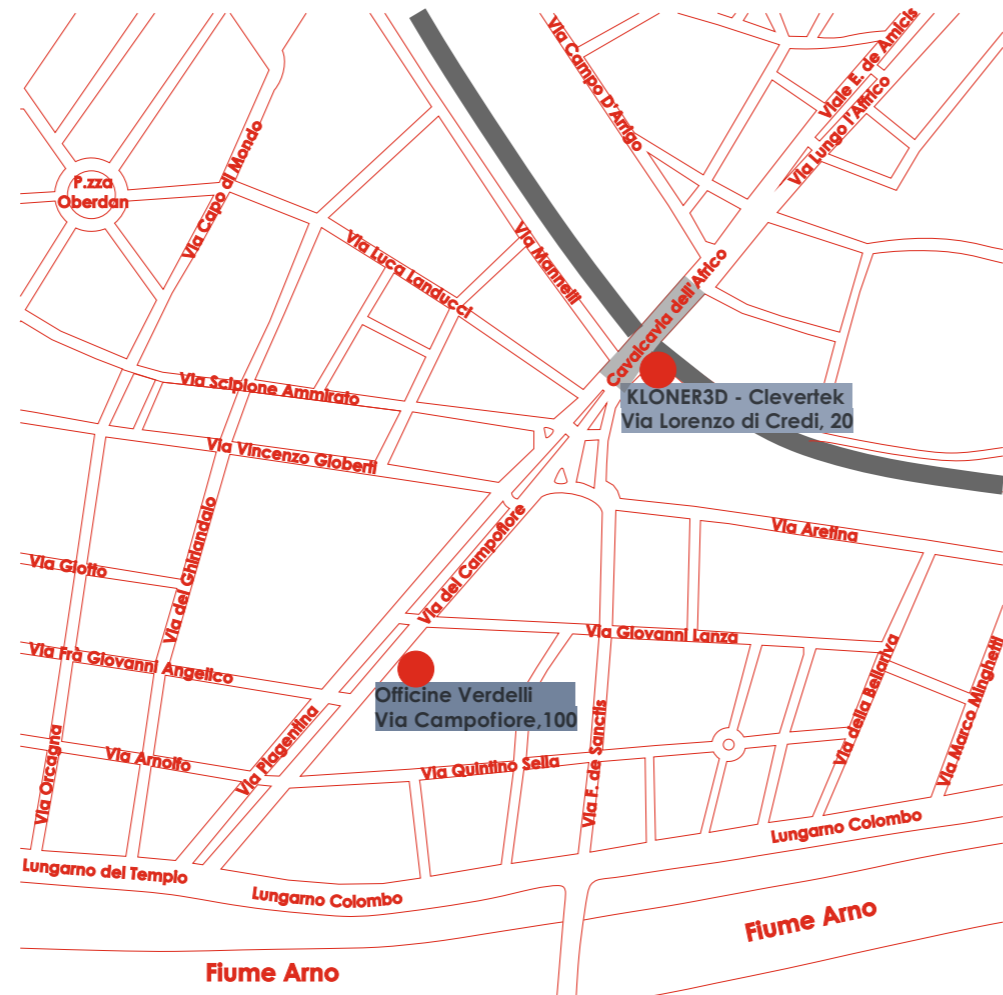 Via Campo D'Arrigo
Viale E. de Amicis
Via Lungo l'Affrico
P.zza
Oberdan
Via Capo di Mondo
Via Luca Landucci
Via Mannelli
Cavalcavia dell'Africo
KLONER3D - Clevertek
Via Lorenzo di Credi, 20
Via Scipione Ammirato
Via Vincenzo Gioberti
Via del Ghirlandaio
Via del Campofiore
Via Aretina
Via Giotto
Via Frà Giovanni Angelico
Via Giovanni Lanza
Officine Verdelli
Via Campofiore,100
Via Orcagna
Via Arnolfo
Via Piagentina
Via Quintino Sella
Via F. de Sanctis
Via della Bellariva
Via Marco Minghetti
Lungarno del Tempio
Lungarno Colombo
Lungarno Colombo
Fiume Arno
Fiume Arno